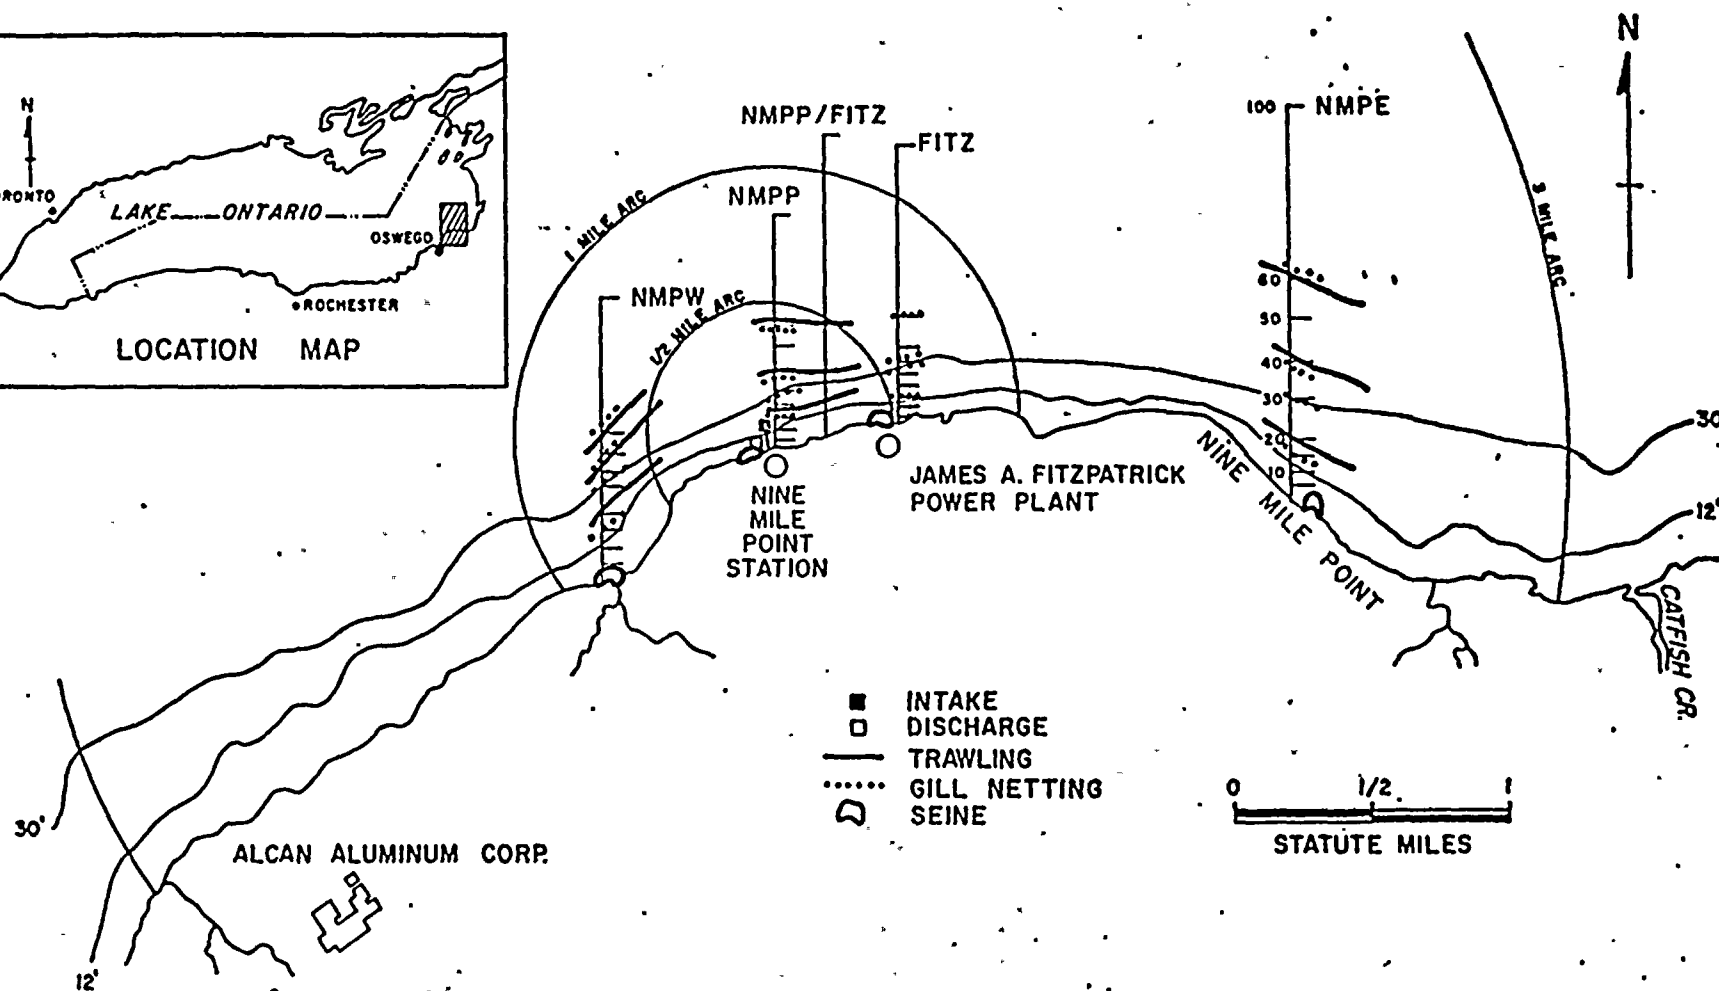 N
RONTO
LAKE ONTARIO
OSWEGO
ROCHESTER
LOCATION MAP
NMPP/FITZ
FITZ
NMPP
NMPW
1 MILE ARC
1/2 MILE ARC
100 NMPE
60
50
40
30
20
10
3 MILE ARC
N
30'
12'
NINE
MILE
POINT
STATION
JAMES A. FITZPATRICK
POWER PLANT
NINE MILE POINT
CATFISH CR.
INTAKE
DISCHARGE
TRAWLING
GILL NETTING
SEINE
0 1/2 1
STATUTE MILES
30'
ALCAN ALUMINUM CORP.
12'